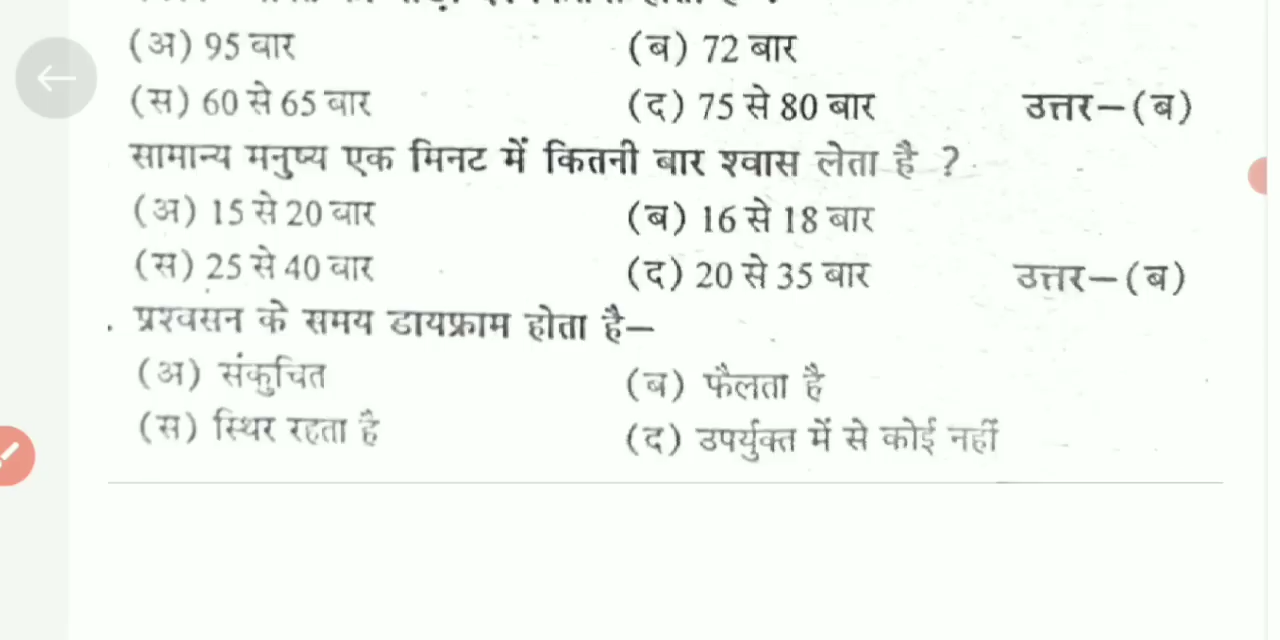 (अ) 95 बार (ब) 72 बार
(स) 60 से 65 बार (द) 75 से 80 बार उत्तर–(ब)
सामान्य मनुष्य एक मिनट में कितनी बार श्वास लेता है ?
(अ) 15 से 20 बार (ब) 16 से 18 बार
(स) 25 से 40 बार (द) 20 से 35 बार उत्तर–(ब)
. प्रश्वसन के समय डायफ्राम होता है–
(अ) संकुचित (ब) फैलता है
(स) स्थिर रहता है (द) उपर्युक्त में से कोई नहीं